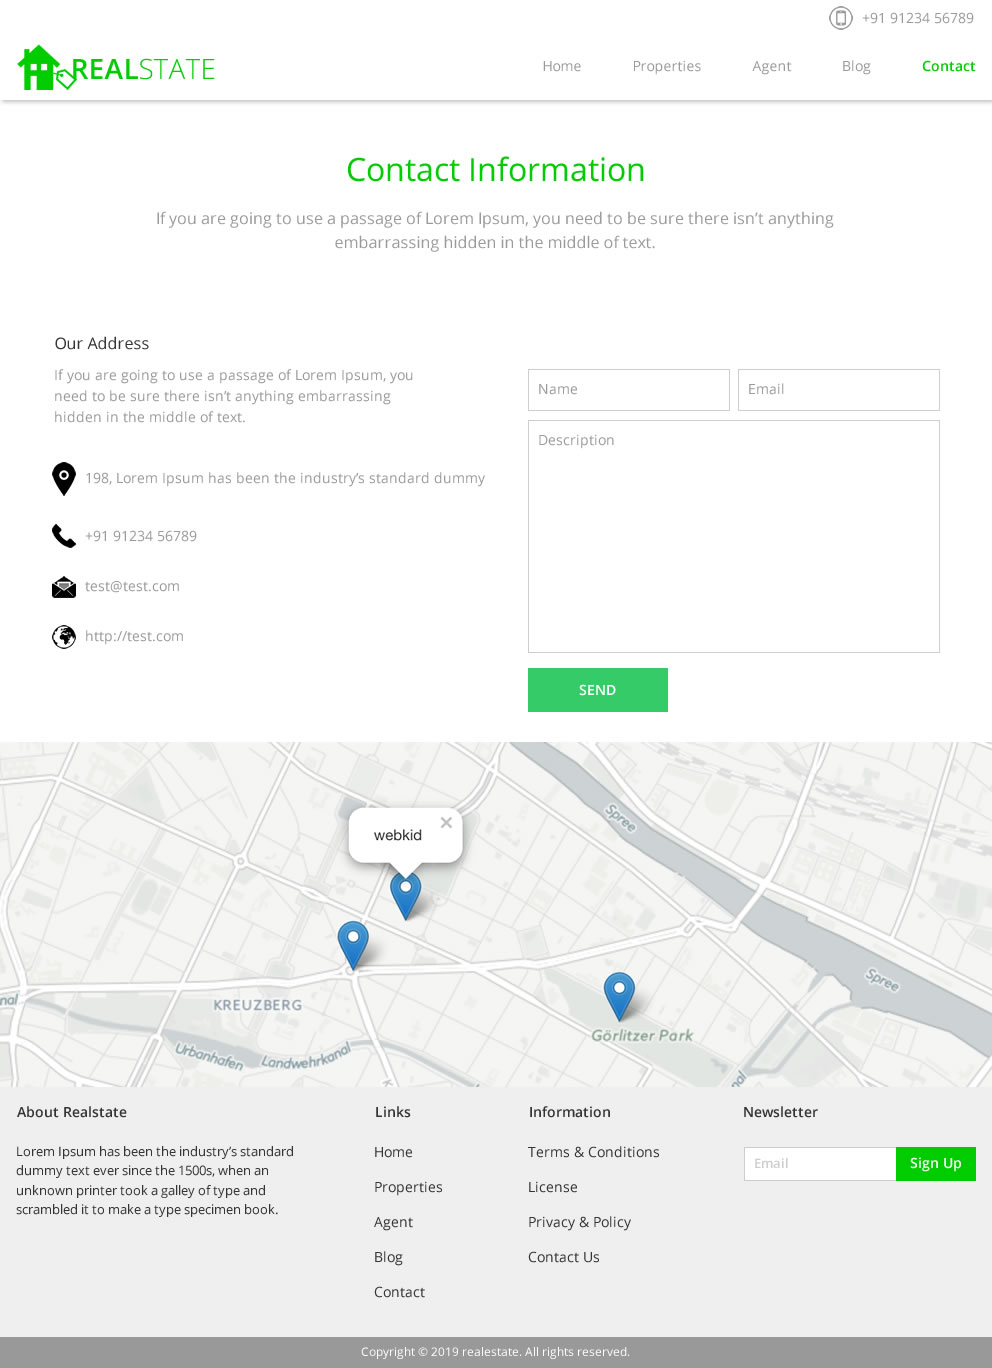 +91 91234 56789
REALSTATE
Home
Properties
Agent
Blog
Contact
Contact Information
If you are going to use a passage of Lorem Ipsum, you need to be sure there isn’t anything
embarrassing hidden in the middle of text.
Our Address
If you are going to use a passage of Lorem Ipsum, you
need to be sure there isn’t anything embarrassing
hidden in the middle of text.
198, Lorem Ipsum has been the industry’s standard dummy
+91 91234 56789
test@test.com
http://test.com
Name
Email
Description
SEND
Spree
webkid
Spree
KREUZBERG
Görlitzer Park
Urbanhafen
Landwehrkanal
About Realstate
Lorem Ipsum has been the industry’s standard
dummy text ever since the 1500s, when an
unknown printer took a galley of type and
scrambled it to make a type specimen book.
Links
Home
Properties
Agent
Blog
Contact
Information
Terms & Conditions
License
Privacy & Policy
Contact Us
Newsletter
Email
Sign Up
Copyright © 2019 realestate. All rights reserved.